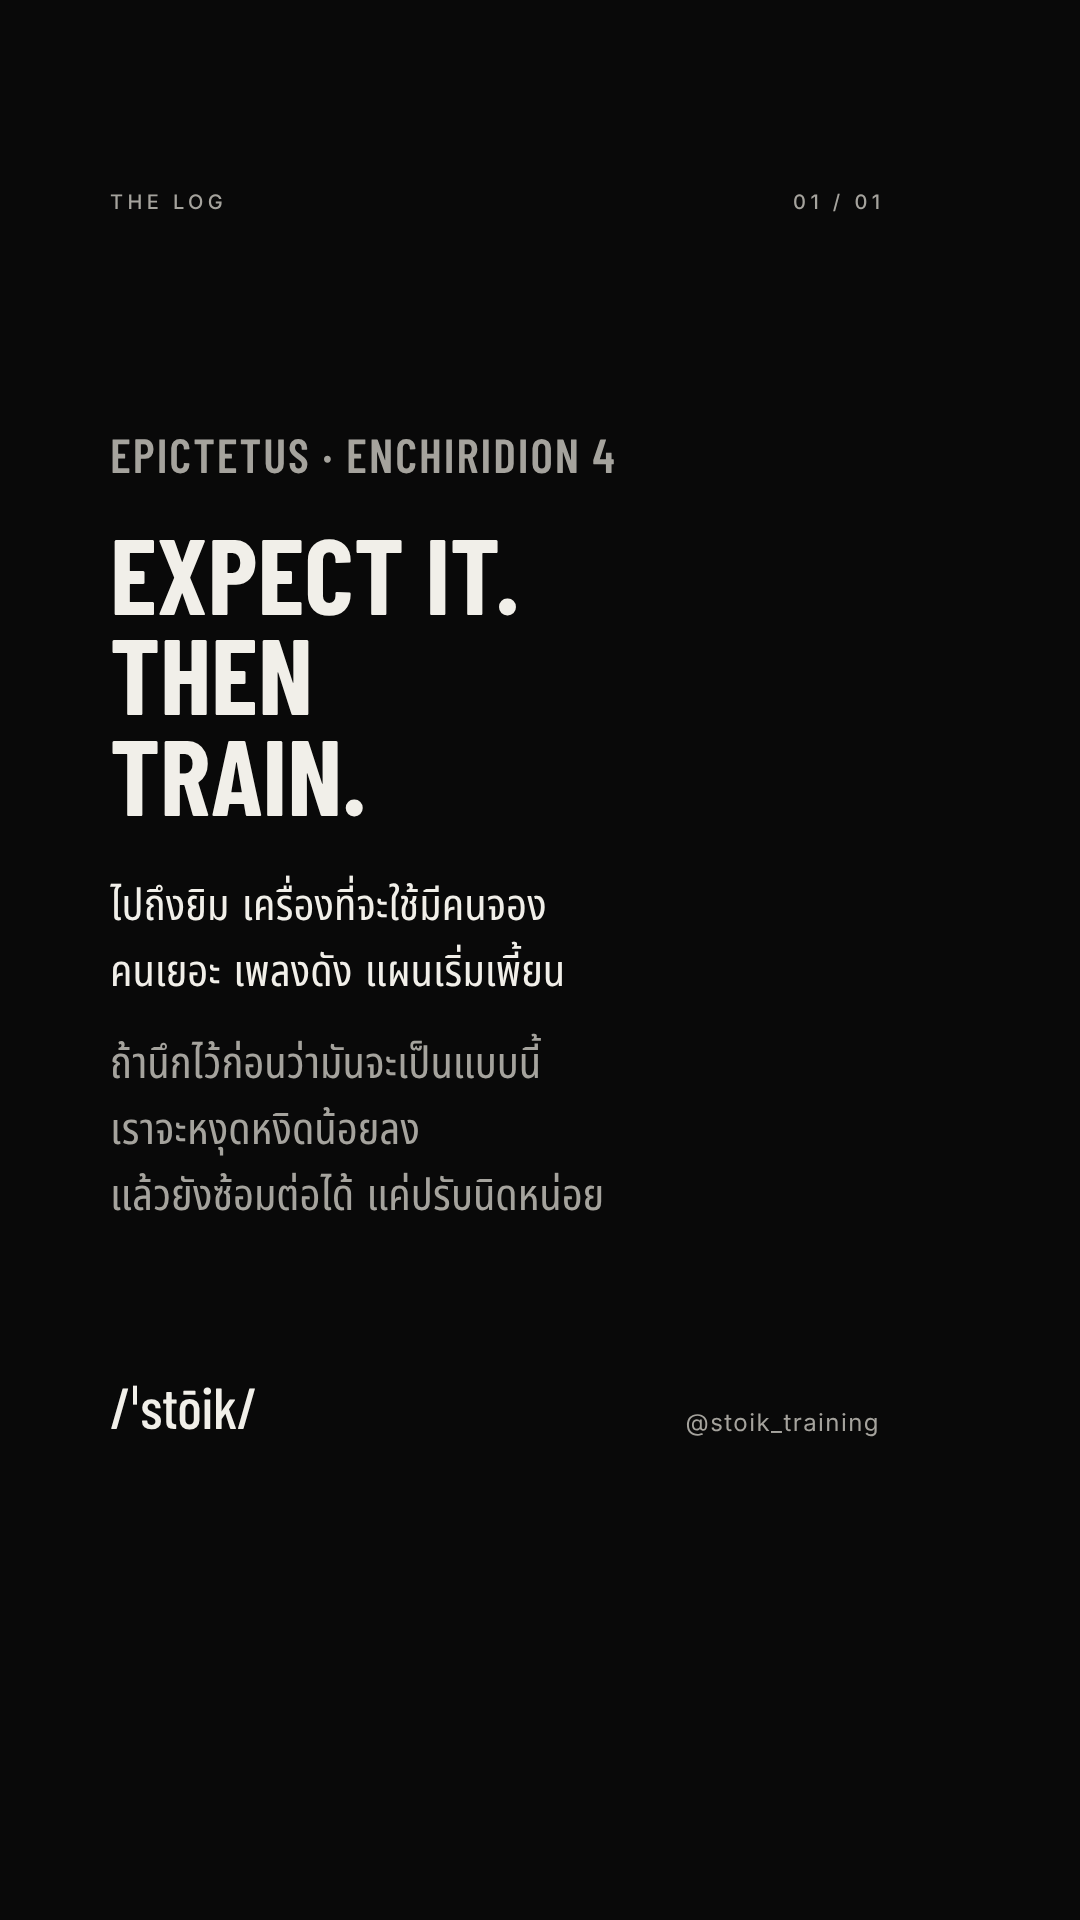 THE LOG
01 / 01
EPICTETUS · ENCHIRIDION 4
EXPECT IT.
THEN
TRAIN.
ไปถึงยิม เครื่องที่จะใช้มีคนจอง
คนเยอะ เพลงดัง แผนเริ่มเพี้ยน
ถ้านึกไว้ก่อนว่ามันจะเป็นแบบนี้
เราจะหงุดหงิดน้อยลง
แล้วยังซ้อมต่อได้ แค่ปรับนิดหน่อย
/ˈstōik/
@stoik_training